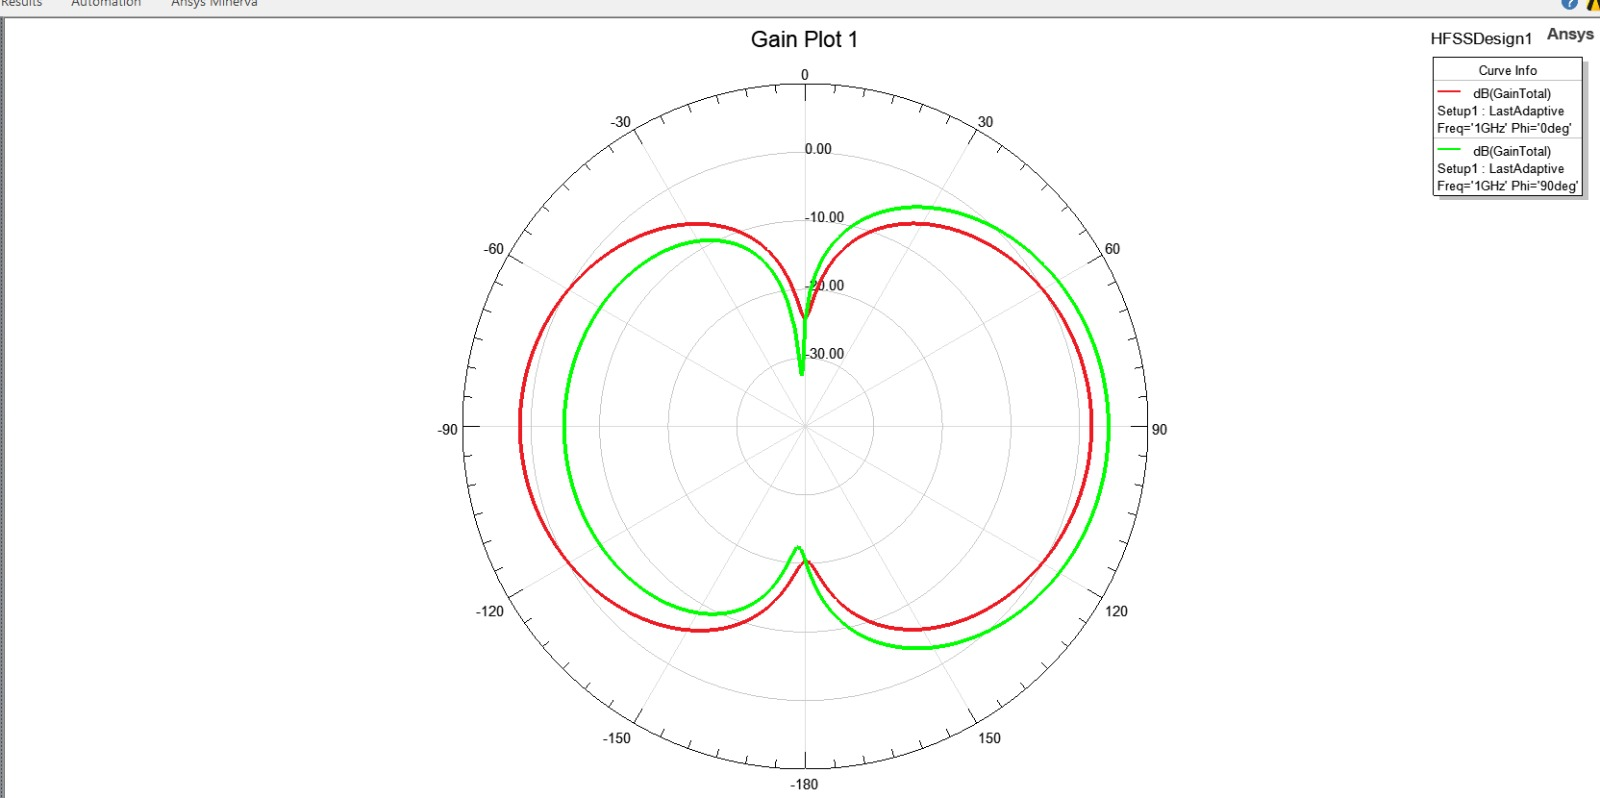 Results Automation Ansys Minerva
Gain Plot 1
HFSSDesign1 Ansys
Curve Info
dB(GainTotal)
Setup1 : LastAdaptive
Freq='1GHz' Phi='0deg'
dB(GainTotal)
Setup1 : LastAdaptive
Freq='1GHz' Phi='90deg'
0
-30 30
0.00
-10.00
-60 60
-20.00
-30.00
-90 90
-120 120
-150 150
-180